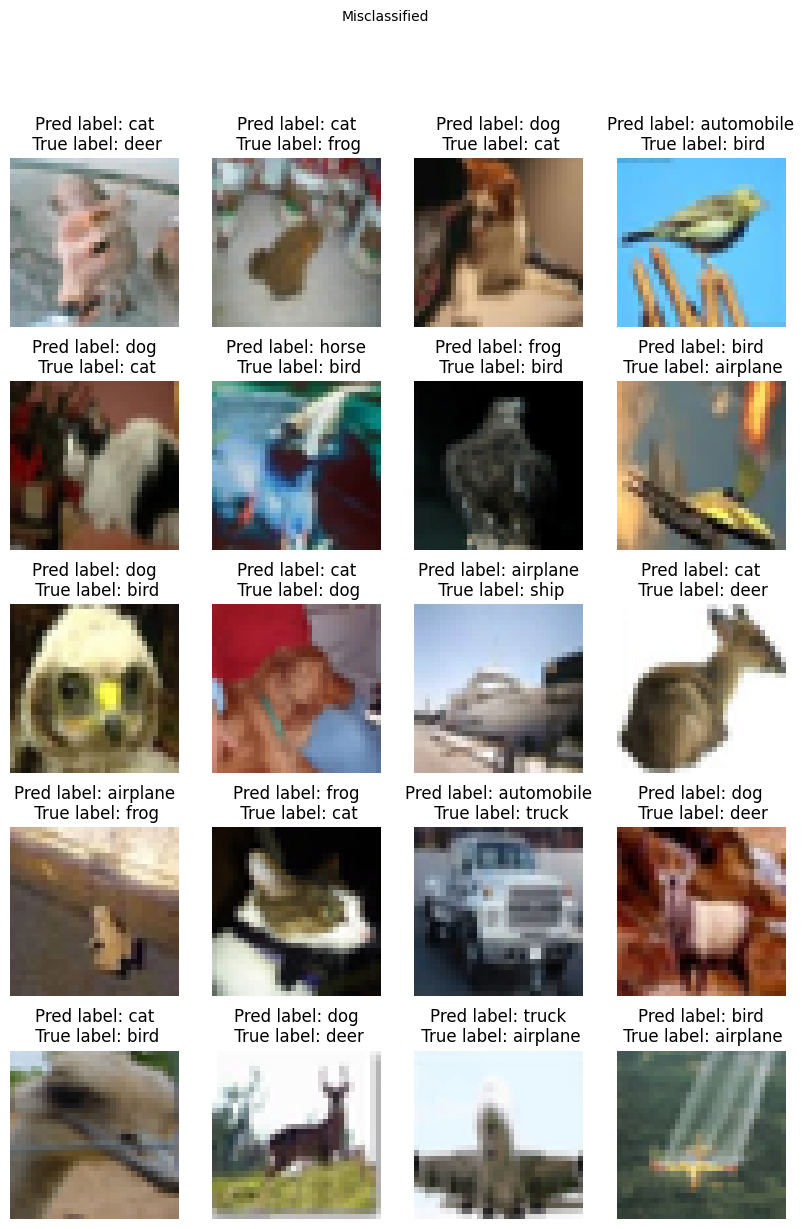 Misclassified
Pred label: cat
True label: deer
Pred label: cat
True label: frog
Pred label: dog
True label: cat
Pred label: automobile
True label: bird
Pred label: dog
True label: cat
Pred label: horse
True label: bird
Pred label: frog
True label: bird
Pred label: bird
True label: airplane
Pred label: dog
True label: bird
Pred label: cat
True label: dog
Pred label: airplane
True label: ship
Pred label: cat
True label: deer
Pred label: airplane
True label: frog
Pred label: frog
True label: cat
Pred label: automobile
True label: truck
Pred label: dog
True label: deer
Pred label: cat
True label: bird
Pred label: dog
True label: deer
Pred label: truck
True label: airplane
Pred label: bird
True label: airplane